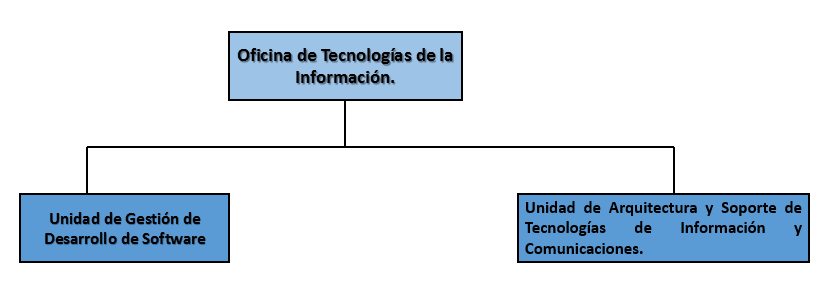 Oficina de Tecnologías de la
Información.
Unidad de Gestión de
Desarrollo de Software
Unidad de Arquitectura y Soporte de
Tecnologías de Información y
Comunicaciones.